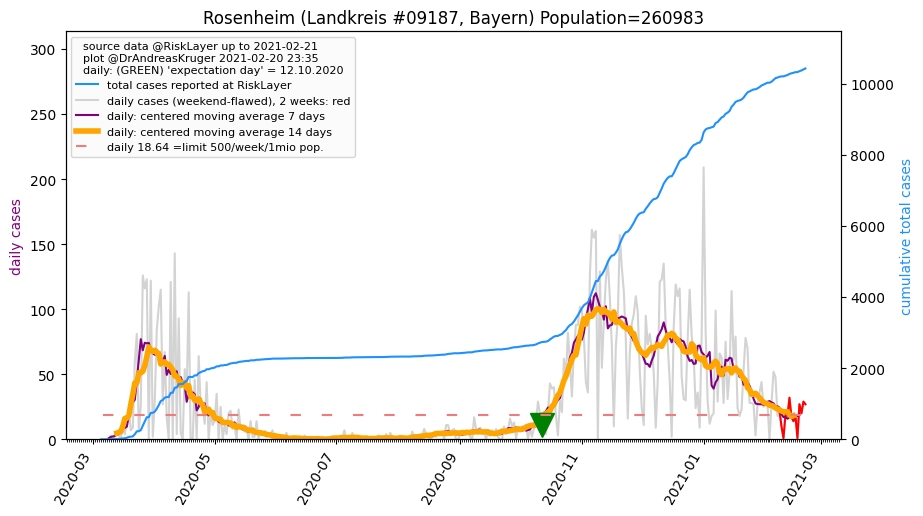 Rosenheim (Landkreis #09187, Bayern) Population=260983
source data @RiskLayer up to 2021-02-21
plot @DrAndreasKruger 2021-02-20 23:35
daily: (GREEN) 'expectation day' = 12.10.2020
total cases reported at RiskLayer
daily cases (weekend-flawed), 2 weeks: red
daily: centered moving average 7 days
daily: centered moving average 14 days
daily 18.64 =limit 500/week/1mio pop.
daily cases
300
250
200
150
100
50
0
cumulative total cases
10000
8000
6000
4000
2000
0
2020-03
2020-05
2020-07
2020-09
2020-11
2021-01
2021-03